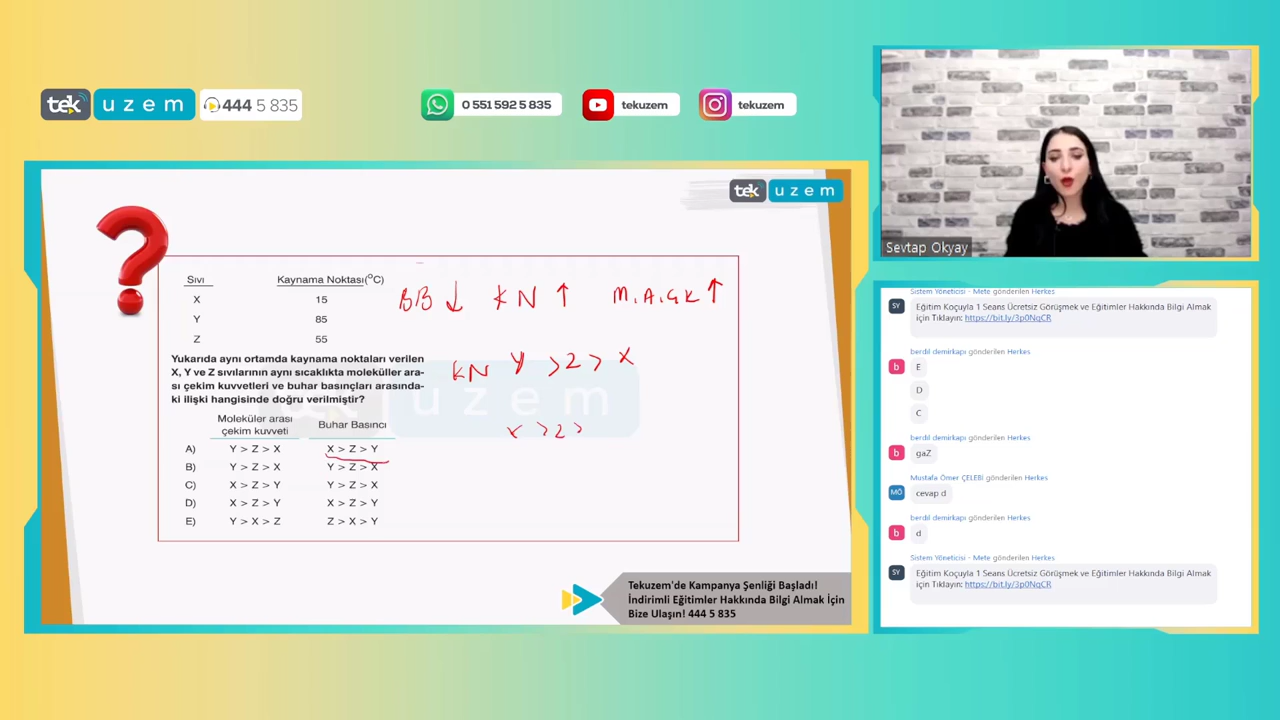 tek uzem 444 5 835
0 551 592 5 835
tekuzem
tekuzem
tek uzem
Sıvı Kaynama Noktası(°C)
X 15
Y 85
Z 55
BB ↓ KN ↑ M.A.Ç.K ↑
Yukarıda aynı ortamda kaynama noktaları verilen
X, Y ve Z sıvılarının aynı sıcaklıkta moleküller ara-
sı çekim kuvvetleri ve buhar basınçları arasında-
ki ilişki hangisinde doğru verilmiştir?
KN Y > Z > X
uzem
X > Z >
Moleküler arası
çekim kuvveti
Buhar Basıncı
A) Y > Z > X X > Z > Y
B) Y > Z > X Y > Z > X
C) X > Z > Y Y > Z > X
D) X > Z > Y X > Z > Y
E) Y > X > Z Z > X > Y
Tekuzem'de Kampanya Şenliği Başladı!
İndirimli Eğitimler Hakkında Bilgi Almak İçin
Bize Ulaşın! 444 5 835
Sevtap Okyay
Sistem Yöneticisi - Mete gönderilen Herkes
SY
Eğitim Koçuyla 1 Seans Ücretsiz Görüşmek ve Eğitimler Hakkında Bilgi Almak
için Tıklayın: https://bit.ly/3p0NqCR
berdil demirkapı gönderilen Herkes
b E
D
C
berdil demirkapı gönderilen Herkes
b gaZ
Mustafa Ömer ÇELEBİ gönderilen Herkes
MÖ cevap d
berdil demirkapı gönderilen Herkes
b d
Sistem Yöneticisi - Mete gönderilen Herkes
SY
Eğitim Koçuyla 1 Seans Ücretsiz Görüşmek ve Eğitimler Hakkında Bilgi Almak
için Tıklayın: https://bit.ly/3p0NqCR